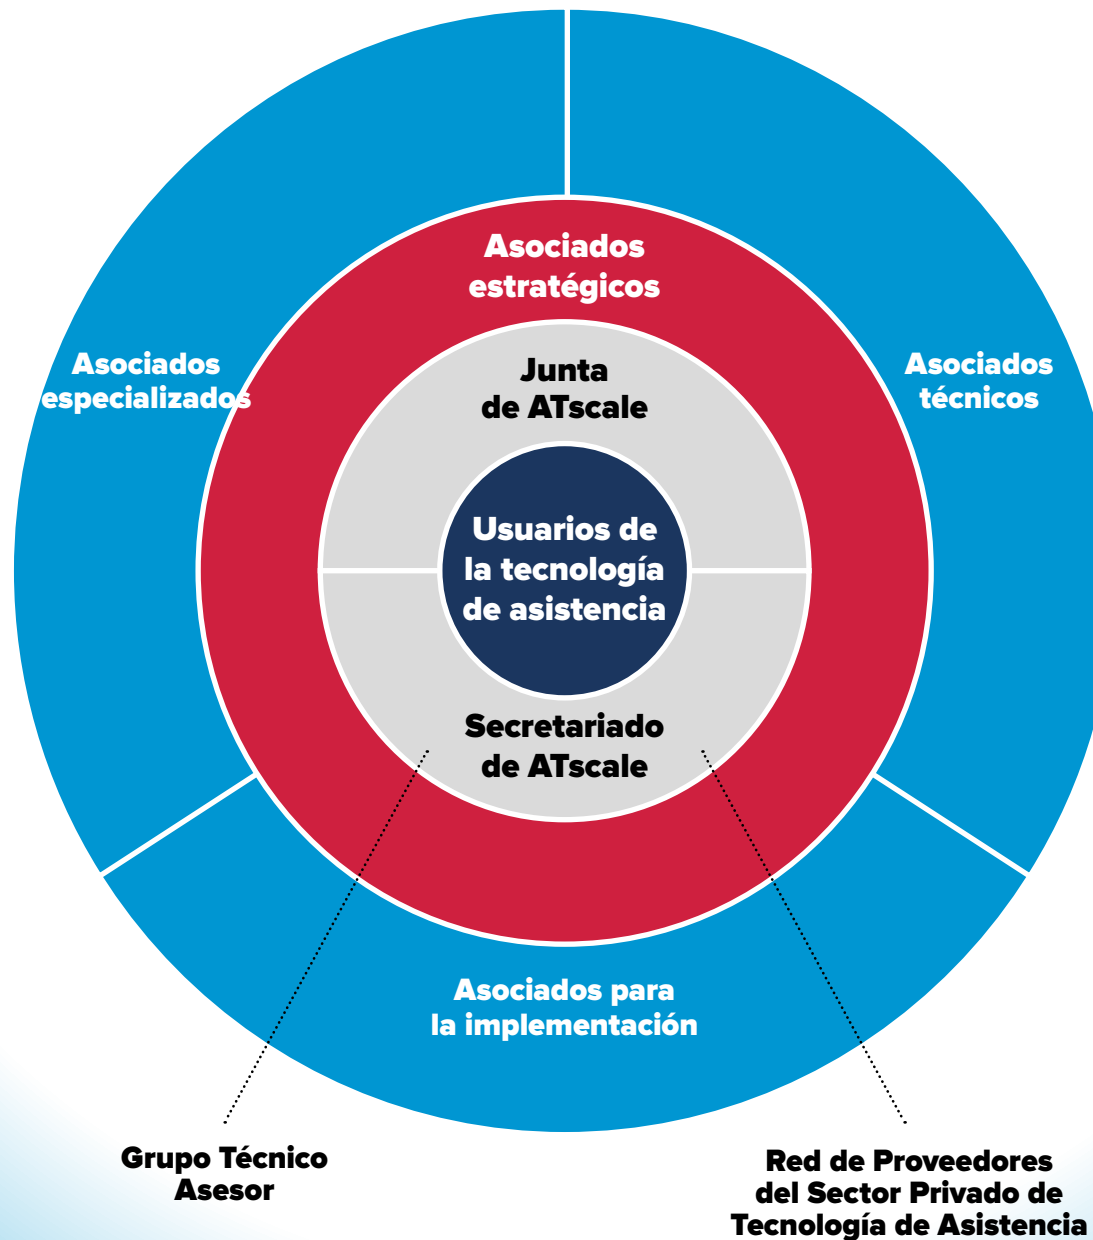 Asociados
estratégicos
Junta
de ATscale
Asociados
especializados
Asociados
técnicos
Usuarios de
la tecnología
de asistencia
Secretariado
de ATscale
Asociados para
la implementación
Grupo Técnico
Asesor
Red de Proveedores
del Sector Privado de
Tecnología de Asistencia